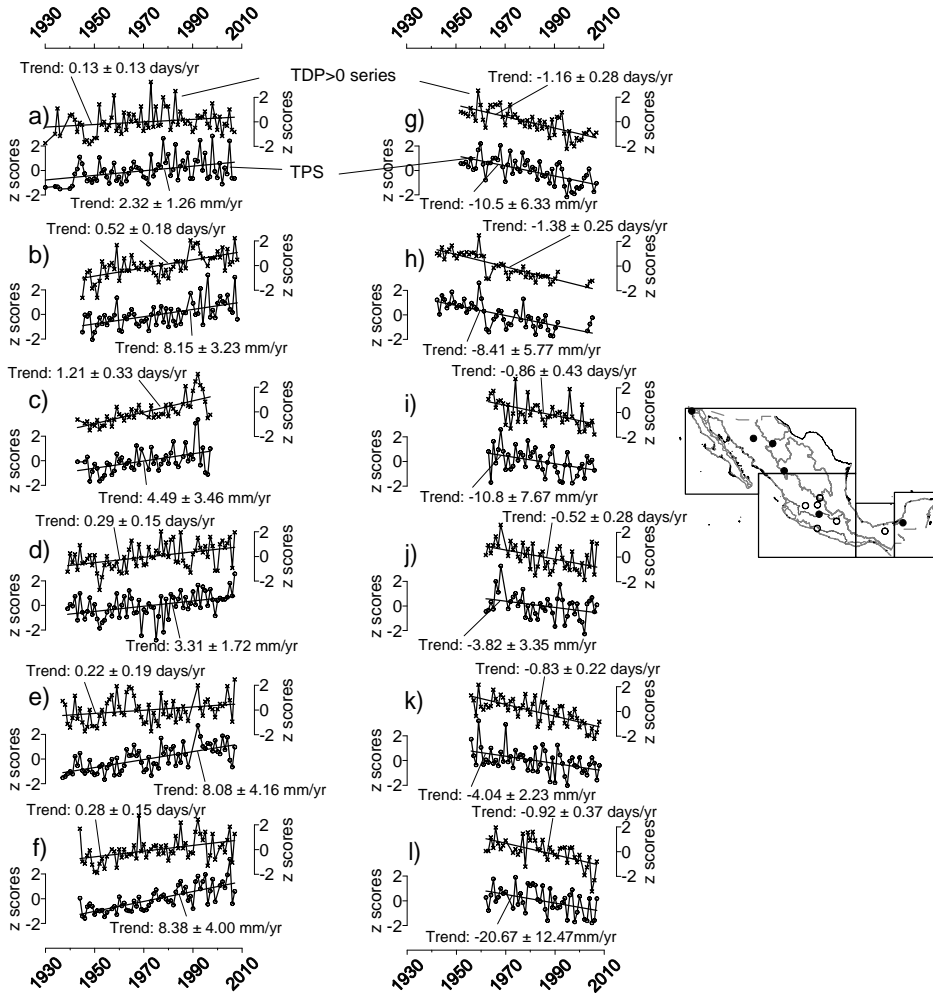 1930 1950 1970 1990 2010
1930 1950 1970 1990 2010
Trend: 0.13 ± 0.13 days/yr
TDP>0 series
Trend: -1.16 ± 0.28 days/yr
a)
2
0
-2
z scores
2
0
-2
z scores
TPS
Trend: 2.32 ± 1.26 mm/yr
g)
2
0
-2
z scores
2
0
-2
z scores
Trend: -10.5 ± 6.33 mm/yr
Trend: 0.52 ± 0.18 days/yr
b)
2
0
-2
z scores
2
0
-2
z scores
Trend: 8.15 ± 3.23 mm/yr
Trend: -1.38 ± 0.25 days/yr
h)
2
0
-2
z scores
2
0
-2
z scores
Trend: -8.41 ± 5.77 mm/yr
Trend: 1.21 ± 0.33 days/yr
c)
2
0
-2
z scores
2
0
-2
z scores
Trend: 4.49 ± 3.46 mm/yr
Trend: -0.86 ± 0.43 days/yr
i)
2
0
-2
z scores
2
0
-2
z scores
Trend: -10.8 ± 7.67 mm/yr
Trend: 0.29 ± 0.15 days/yr
d)
2
0
-2
z scores
2
0
-2
z scores
Trend: 3.31 ± 1.72 mm/yr
Trend: -0.52 ± 0.28 days/yr
j)
2
0
-2
z scores
2
0
-2
z scores
Trend: -3.82 ± 3.35 mm/yr
Trend: 0.22 ± 0.19 days/yr
e)
2
0
-2
z scores
2
0
-2
z scores
Trend: 8.08 ± 4.16 mm/yr
Trend: -0.83 ± 0.22 days/yr
k)
2
0
-2
z scores
2
0
-2
z scores
Trend: -4.04 ± 2.23 mm/yr
Trend: 0.28 ± 0.15 days/yr
f)
2
0
-2
z scores
2
0
-2
z scores
Trend: 8.38 ± 4.00 mm/yr
Trend: -0.92 ± 0.37 days/yr
l)
2
0
-2
z scores
2
0
-2
z scores
Trend: -20.67 ± 12.47mm/yr
1930 1950 1970 1990 2010
1930 1950 1970 1990 2010